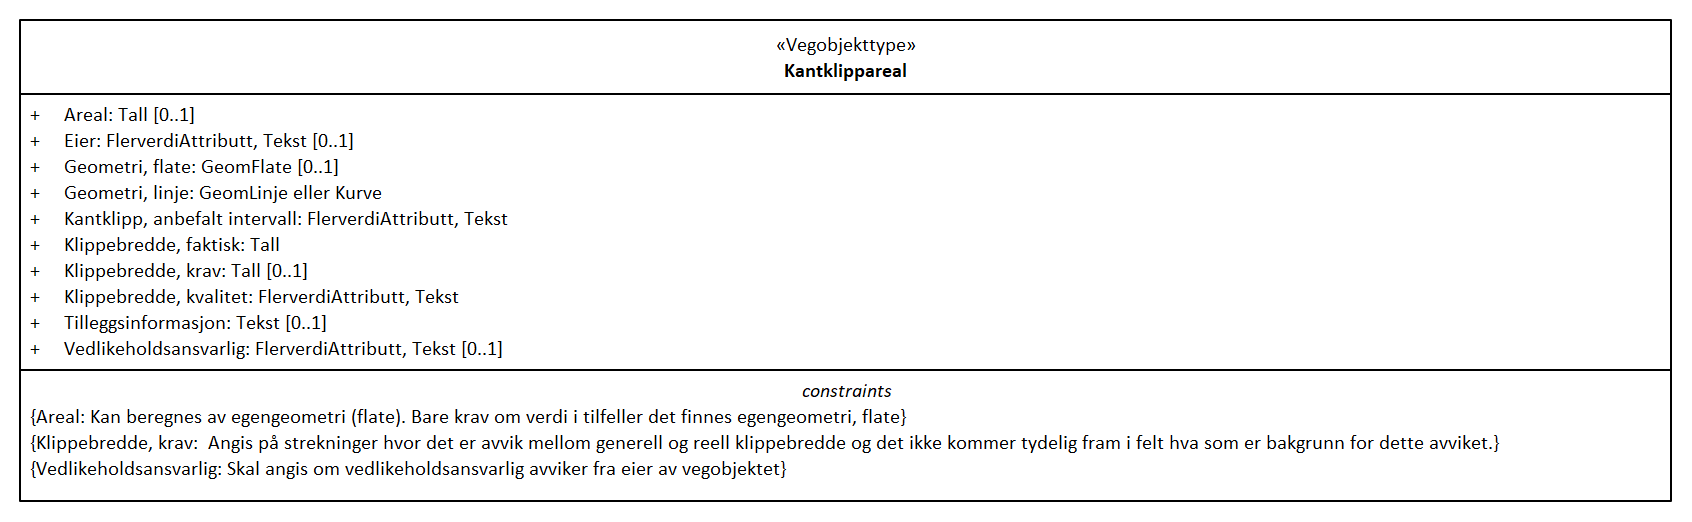 «Vegobjekttype»
Kantklippareal
+ Areal: Tall [0..1]
+ Eier: FlerverdiAttributt, Tekst [0..1]
+ Geometri, flate: GeomFlate [0..1]
+ Geometri, linje: GeomLinje eller Kurve
+ Kantklipp, anbefalt intervall: FlerverdiAttributt, Tekst
+ Klippebredde, faktisk: Tall
+ Klippebredde, krav: Tall [0..1]
+ Klippebredde, kvalitet: FlerverdiAttributt, Tekst
+ Tilleggsinformasjon: Tekst [0..1]
+ Vedlikeholdsansvarlig: FlerverdiAttributt, Tekst [0..1]
constraints
{Areal: Kan beregnes av egengeometri (flate). Bare krav om verdi i tilfeller det finnes egengeometri, flate}
{Klippebredde, krav:  Angis på strekninger hvor det er avvik mellom generell og reell klippebredde og det ikke kommer tydelig fram i felt hva som er bakgrunn for dette avviket.}
{Vedlikeholdsansvarlig: Skal angis om vedlikeholdsansvarlig avviker fra eier av vegobjektet}